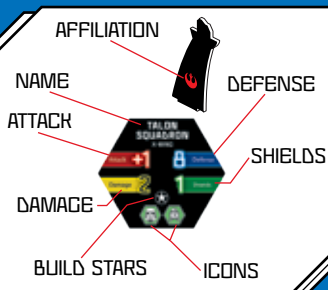 AFFILIATION
NAME
DEFENSE
ATTACK
TALON
SQUADRON
X-WING
Attack +1
8 Defense
SHIELDS
Damage 2
1 Shields
DAMAGE
BUILD STARS
ICONS